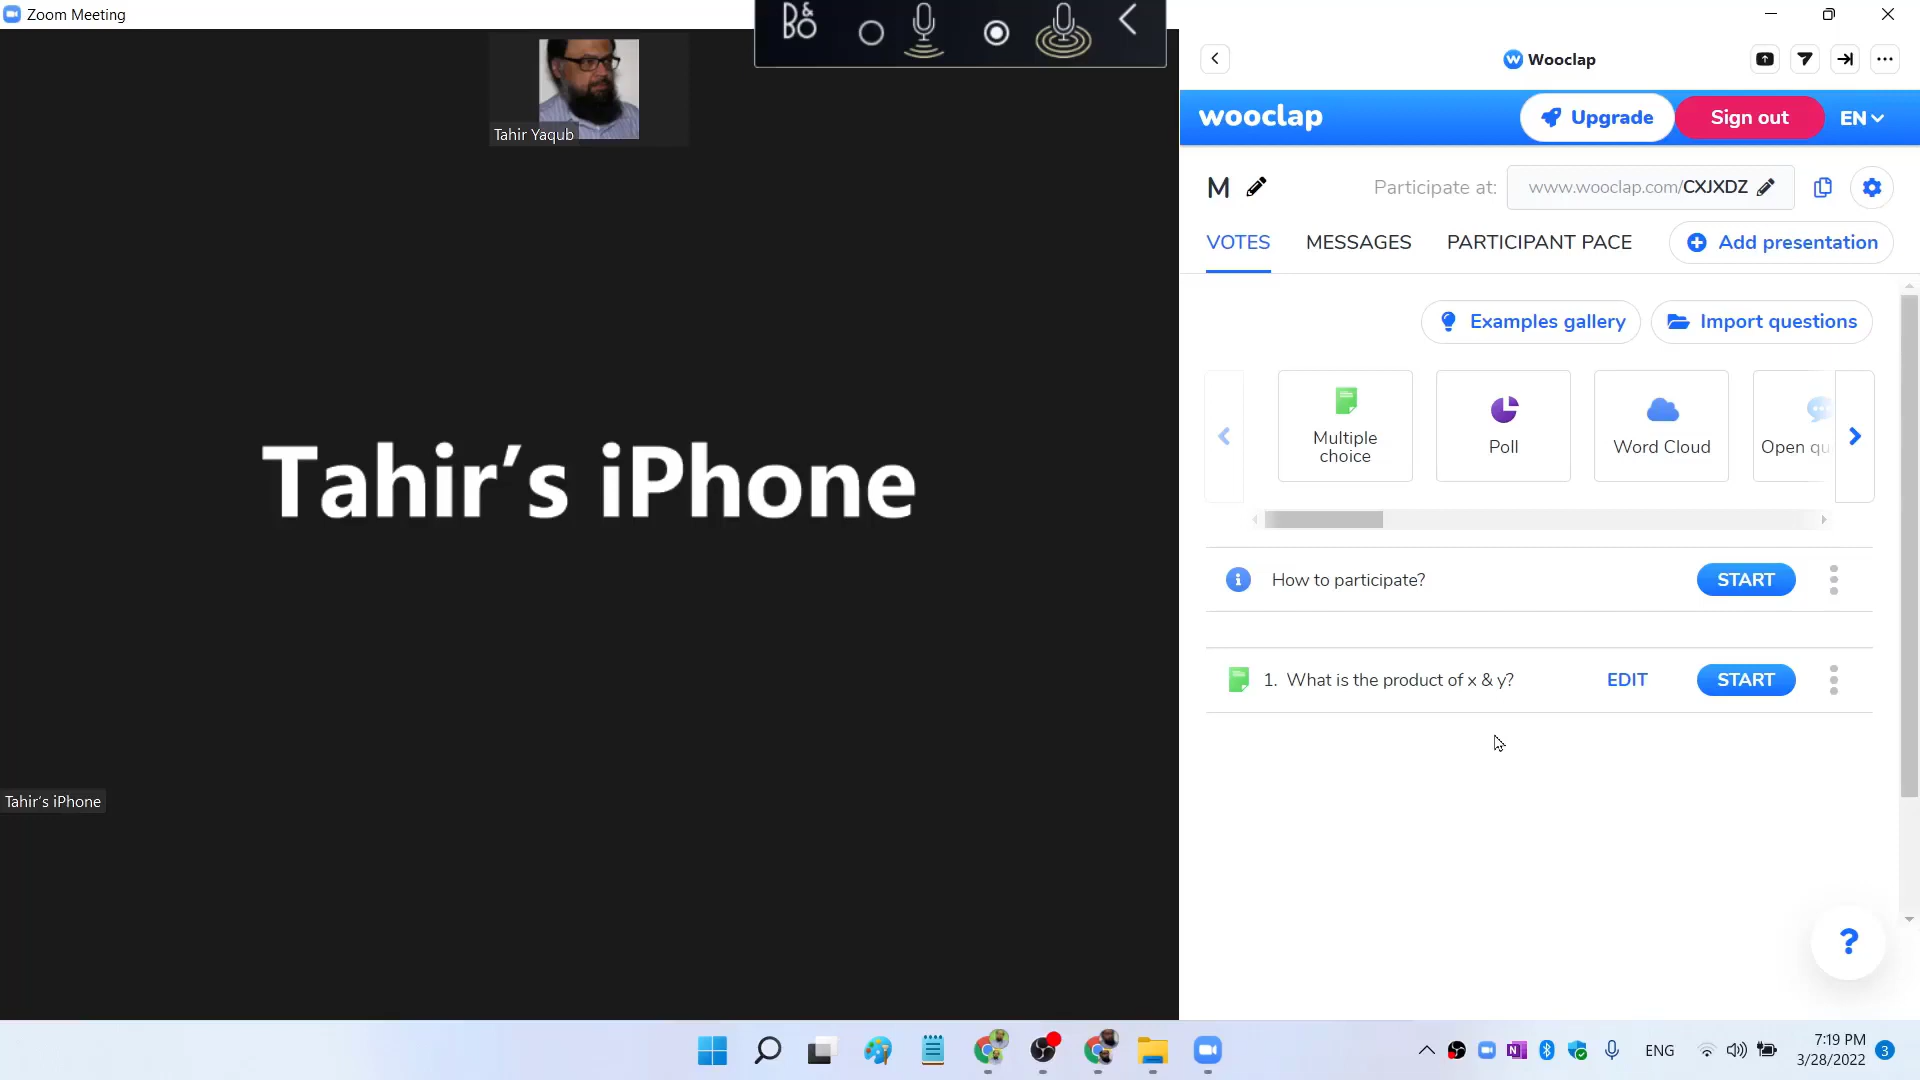 Zoom Meeting
B&O
Tahir Yaqub
Tahir's iPhone
Tahir's iPhone
Wooclap
wooclap
Upgrade
Sign out
EN
M
Participate at:
www.wooclap.com/CXJXDZ
VOTES
MESSAGES
PARTICIPANT PACE
Add presentation
Examples gallery
Import questions
Multiple
choice
Poll
Word Cloud
Open qu
How to participate?
START
1. What is the product of x & y?
EDIT
START
?
ENG
7:19 PM
3/28/2022
3